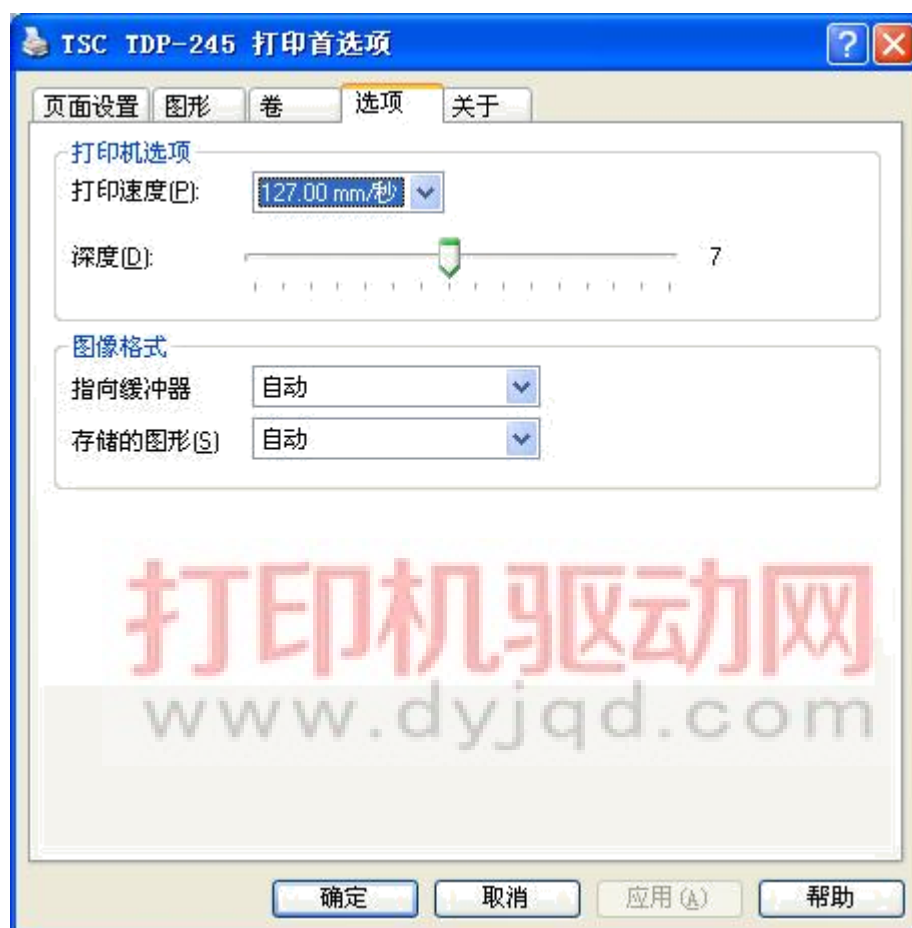 TSC TDP-245 打印首选项
页面设置 图形 卷 选项 关于
打印机选项
打印速度(P): 127.00 mm/秒
深度(D): 7
图像格式
指向缓冲器 自动
存储的图形(S) 自动
打印机驱动网
www.dyjqd.com
确定 取消 应用(A) 帮助